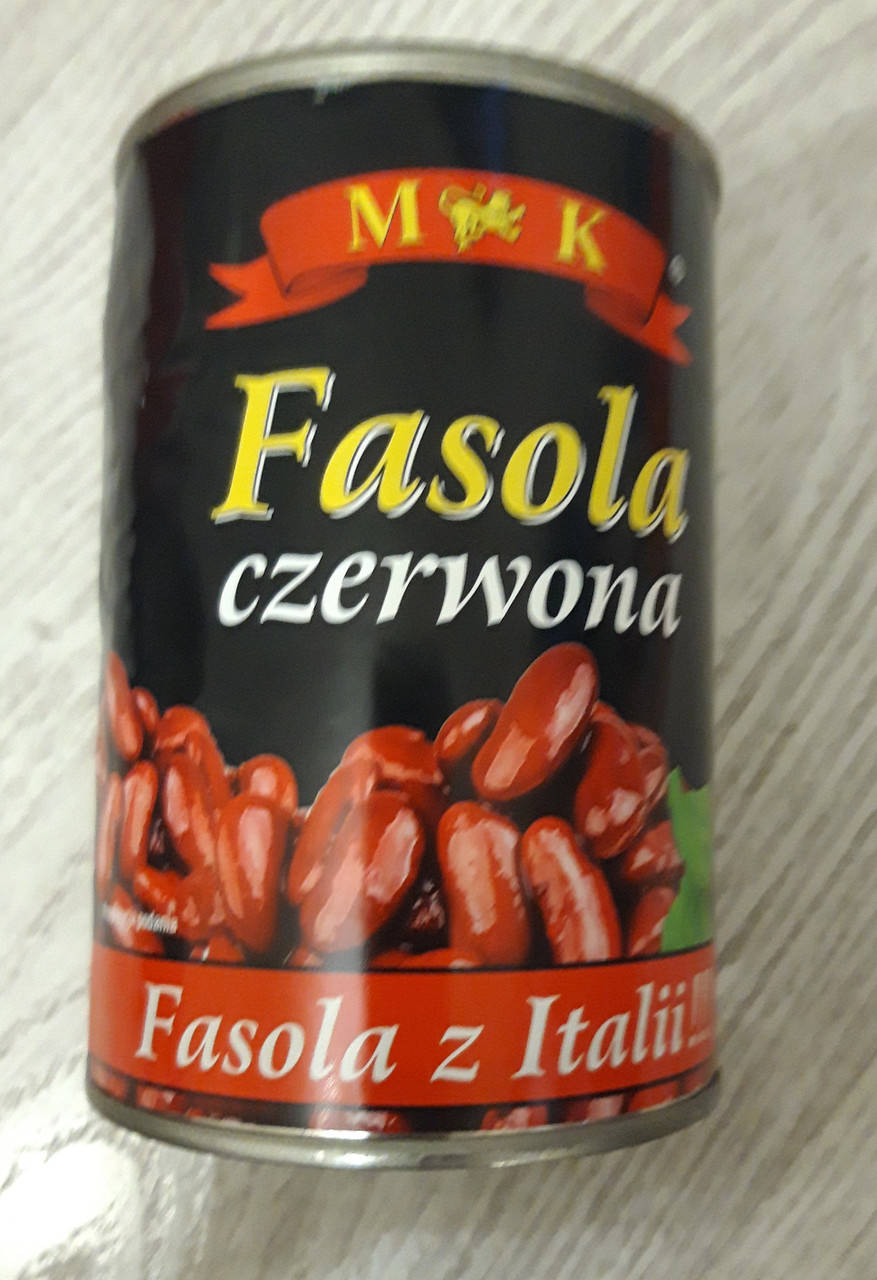 M K
Fasola
czerwona
Fasola z Italii!!!